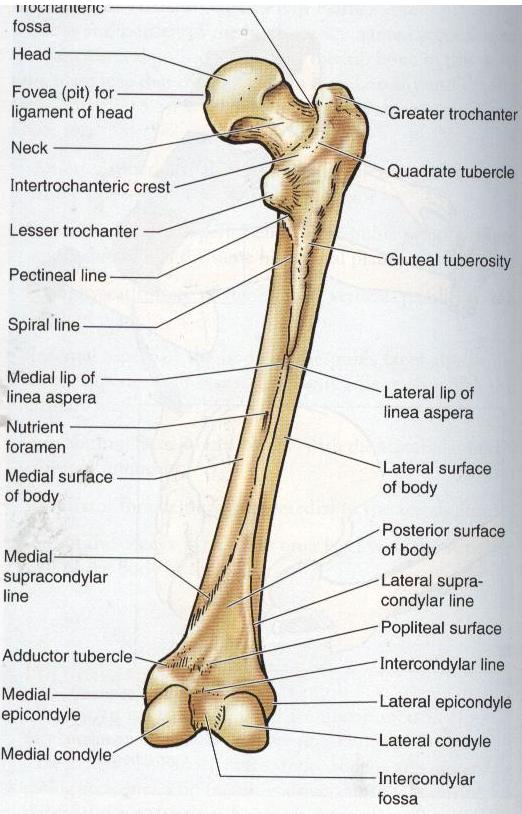 Trochanteric
fossa
Head
Fovea (pit) for
ligament of head
Neck
Intertrochanteric crest
Lesser trochanter
Pectineal line
Spiral line
Medial lip of
linea aspera
Nutrient
foramen
Medial surface
of body
Medial
supracondylar
line
Adductor tubercle
Medial
epicondyle
Medial condyle
Greater trochanter
Quadrate tubercle
Gluteal tuberosity
Lateral lip of
linea aspera
Lateral surface
of body
Posterior surface
of body
Lateral supra-
condylar line
Popliteal surface
Intercondylar line
Lateral epicondyle
Lateral condyle
Intercondylar
fossa